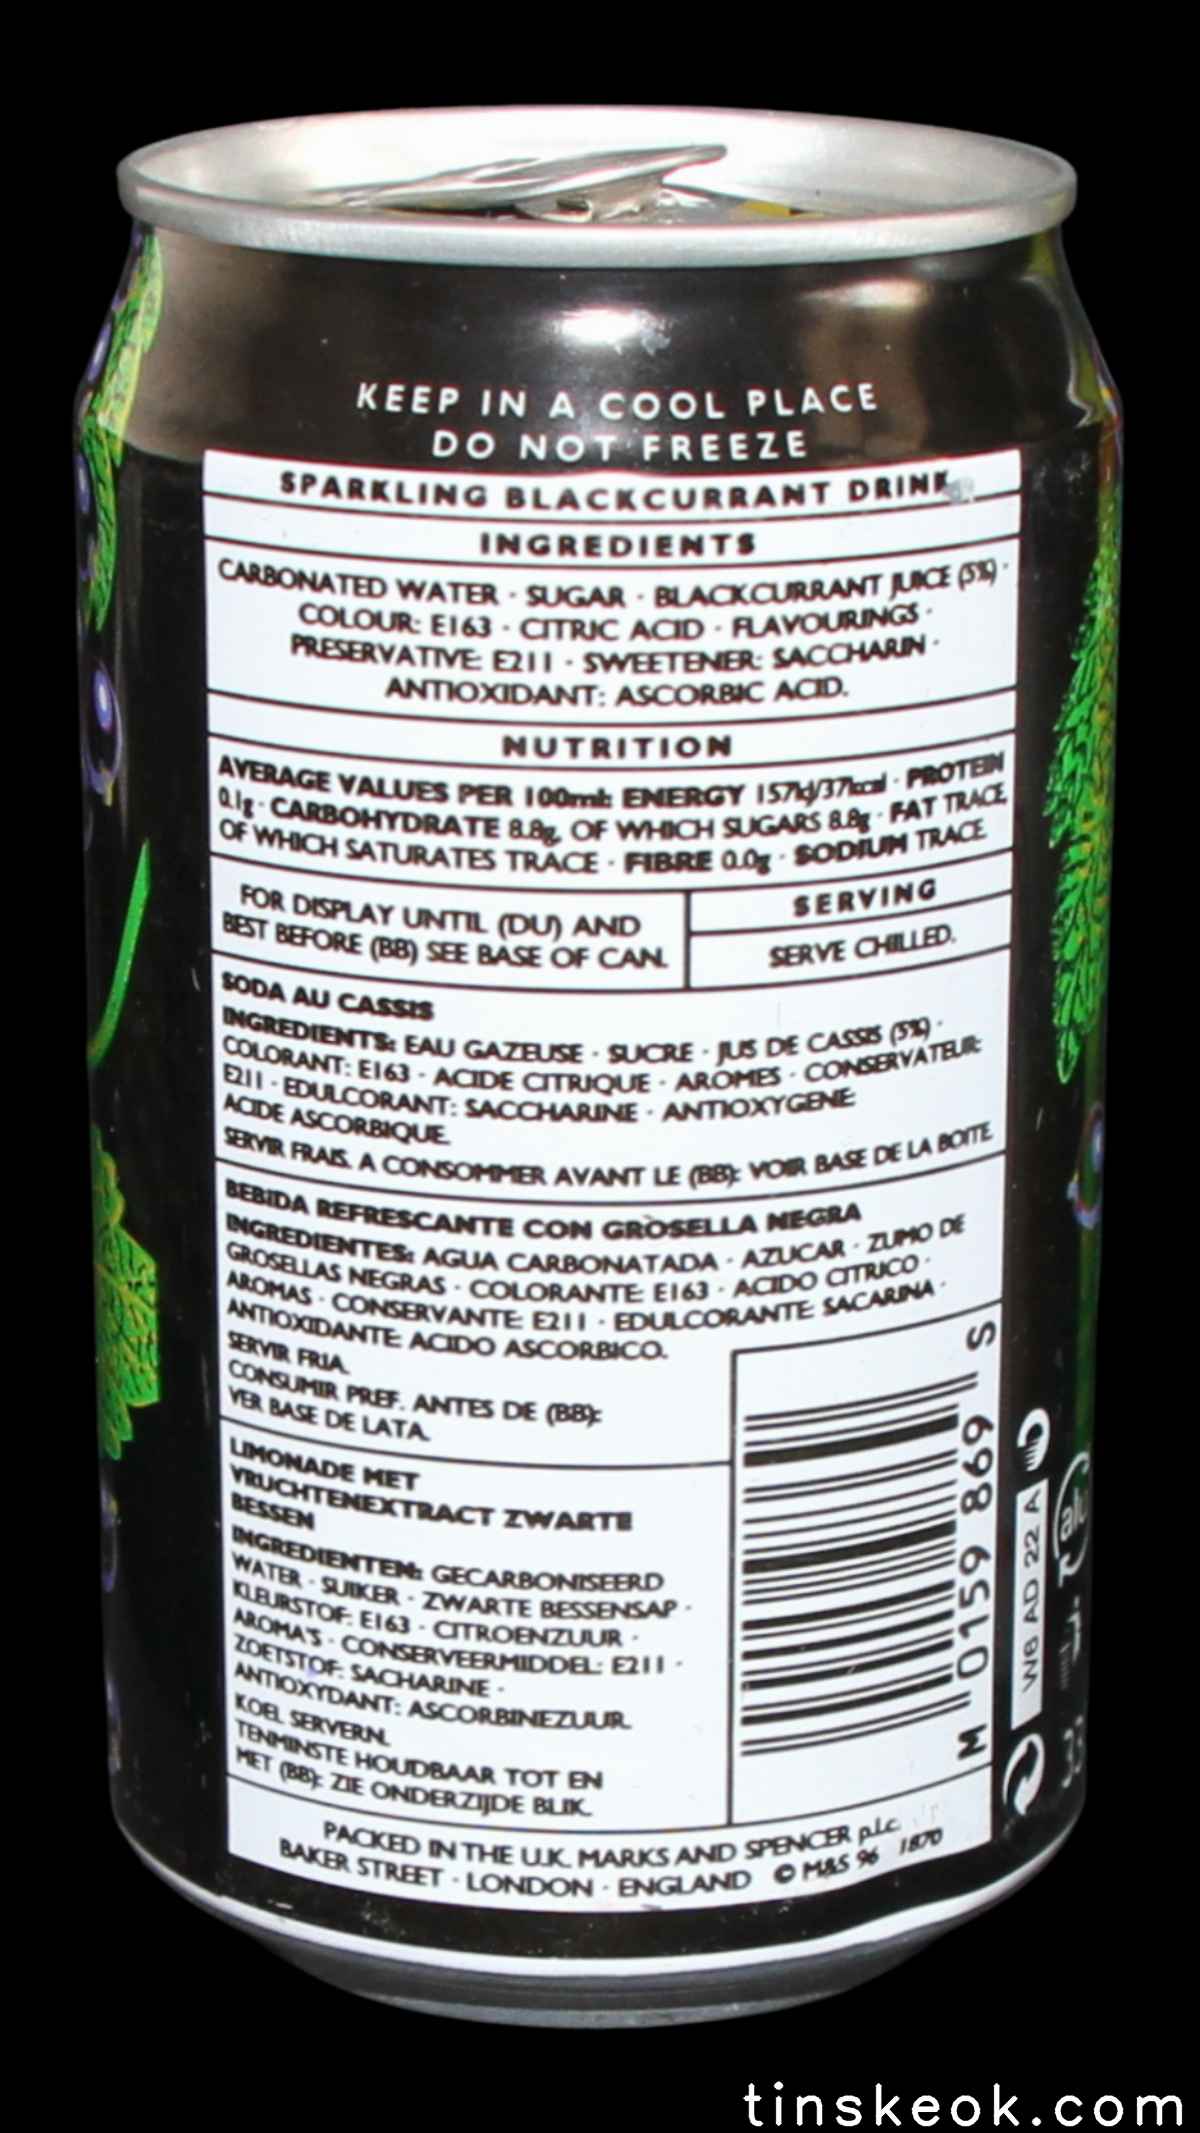 KEEP IN A COOL PLACE
DO NOT FREEZE
SPARKLING BLACKCURRANT DRINK
INGREDIENTS
CARBONATED WATER · SUGAR · BLACKCURRANT JUICE (5%) ·
COLOUR: E163 · CITRIC ACID · FLAVOURINGS ·
PRESERVATIVE: E211 · SWEETENER: SACCHARIN ·
ANTIOXIDANT: ASCORBIC ACID.
NUTRITION
AVERAGE VALUES PER 100ml: ENERGY 157kJ/37kcal · PROTEIN
0.1g · CARBOHYDRATE 8.8g, OF WHICH SUGARS 8.8g · FAT TRACE,
OF WHICH SATURATES TRACE · FIBRE 0.0g · SODIUM TRACE.
FOR DISPLAY UNTIL (DU) AND
BEST BEFORE (BB) SEE BASE OF CAN.
SERVING
SERVE CHILLED.
SODA AU CASSIS
INGREDIENTS: EAU GAZEUSE · SUCRE · JUS DE CASSIS (5%) ·
COLORANT: E163 · ACIDE CITRIQUE · AROMES · CONSERVATEUR:
E211 · EDULCORANT: SACCHARINE · ANTIOXYGENE:
ACIDE ASCORBIQUE.
SERVIR FRAIS. A CONSOMMER AVANT LE (BB): VOIR BASE DE LA BOITE.
BEBIDA REFRESCANTE CON GROSELLA NEGRA
INGREDIENTES: AGUA CARBONATADA · AZUCAR · ZUMO DE
GROSELLAS NEGRAS · COLORANTE: E163 · ACIDO CITRICO ·
AROMAS · CONSERVANTE: E211 · EDULCORANTE: SACARINA ·
ANTIOXIDANTE: ACIDO ASCORBICO.
SERVIR FRIA.
CONSUMIR PREF. ANTES DE (BB):
VER BASE DE LATA.
LIMONADE MET
VRUCHTENEXTRACT ZWARTE
BESSEN
INGREDIENTEN: GECARBONISEERD
WATER · SUIKER · ZWARTE BESSENSAP ·
KLEURSTOF: E163 · CITROENZUUR ·
AROMA'S · CONSERVEERMIDDEL: E211 ·
ZOETSTOF: SACHARINE ·
ANTIOXYDANT: ASCORBINEZUUR.
KOEL SERVERN.
TENMINSTE HOUDBAAR TOT EN
MET (BB): ZIE ONDERZIJDE BLIK.
M 0159 869 S
W6 AD 22 A
alu
PACKED IN THE U.K. MARKS AND SPENCER p.l.c.
BAKER STREET · LONDON · ENGLAND © M&S 96 1870
tinskeok.com